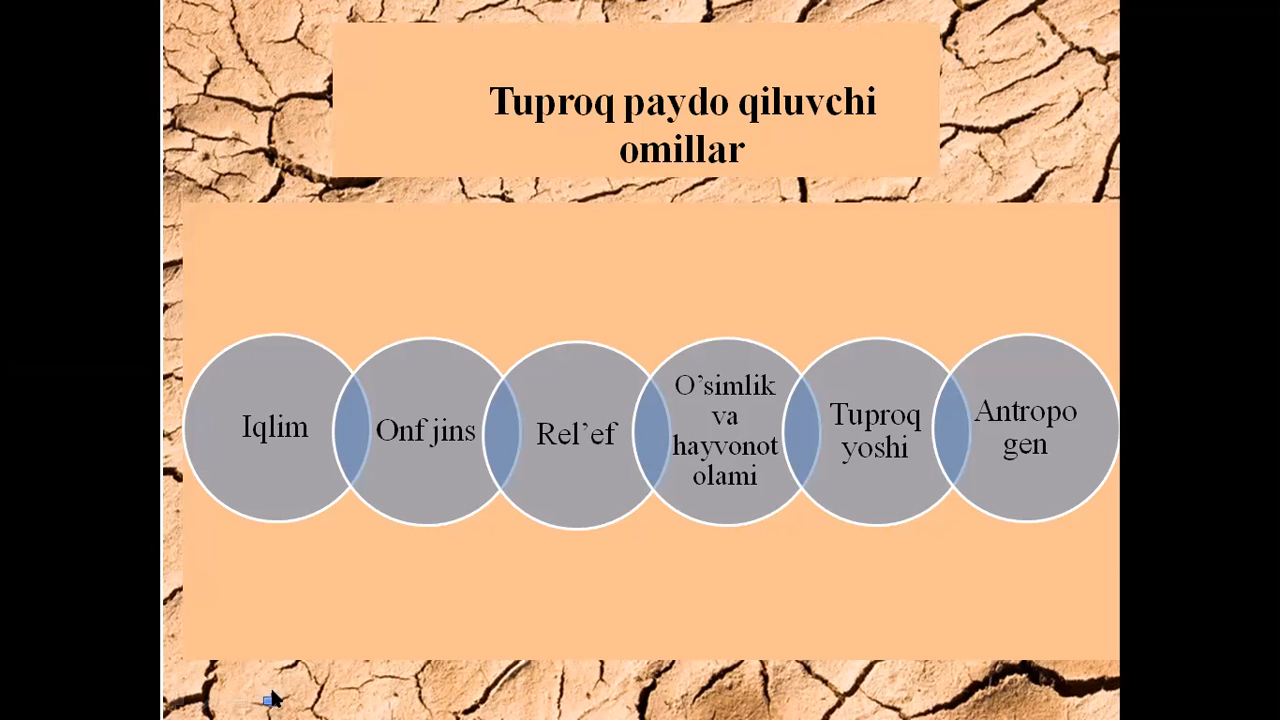 Tuproq paydo qiluvchi
omillar
Iqlim
Onf jins
Rel’ef
O’simlik
va
hayvonot
olami
Tuproq
yoshi
Antropo
gen